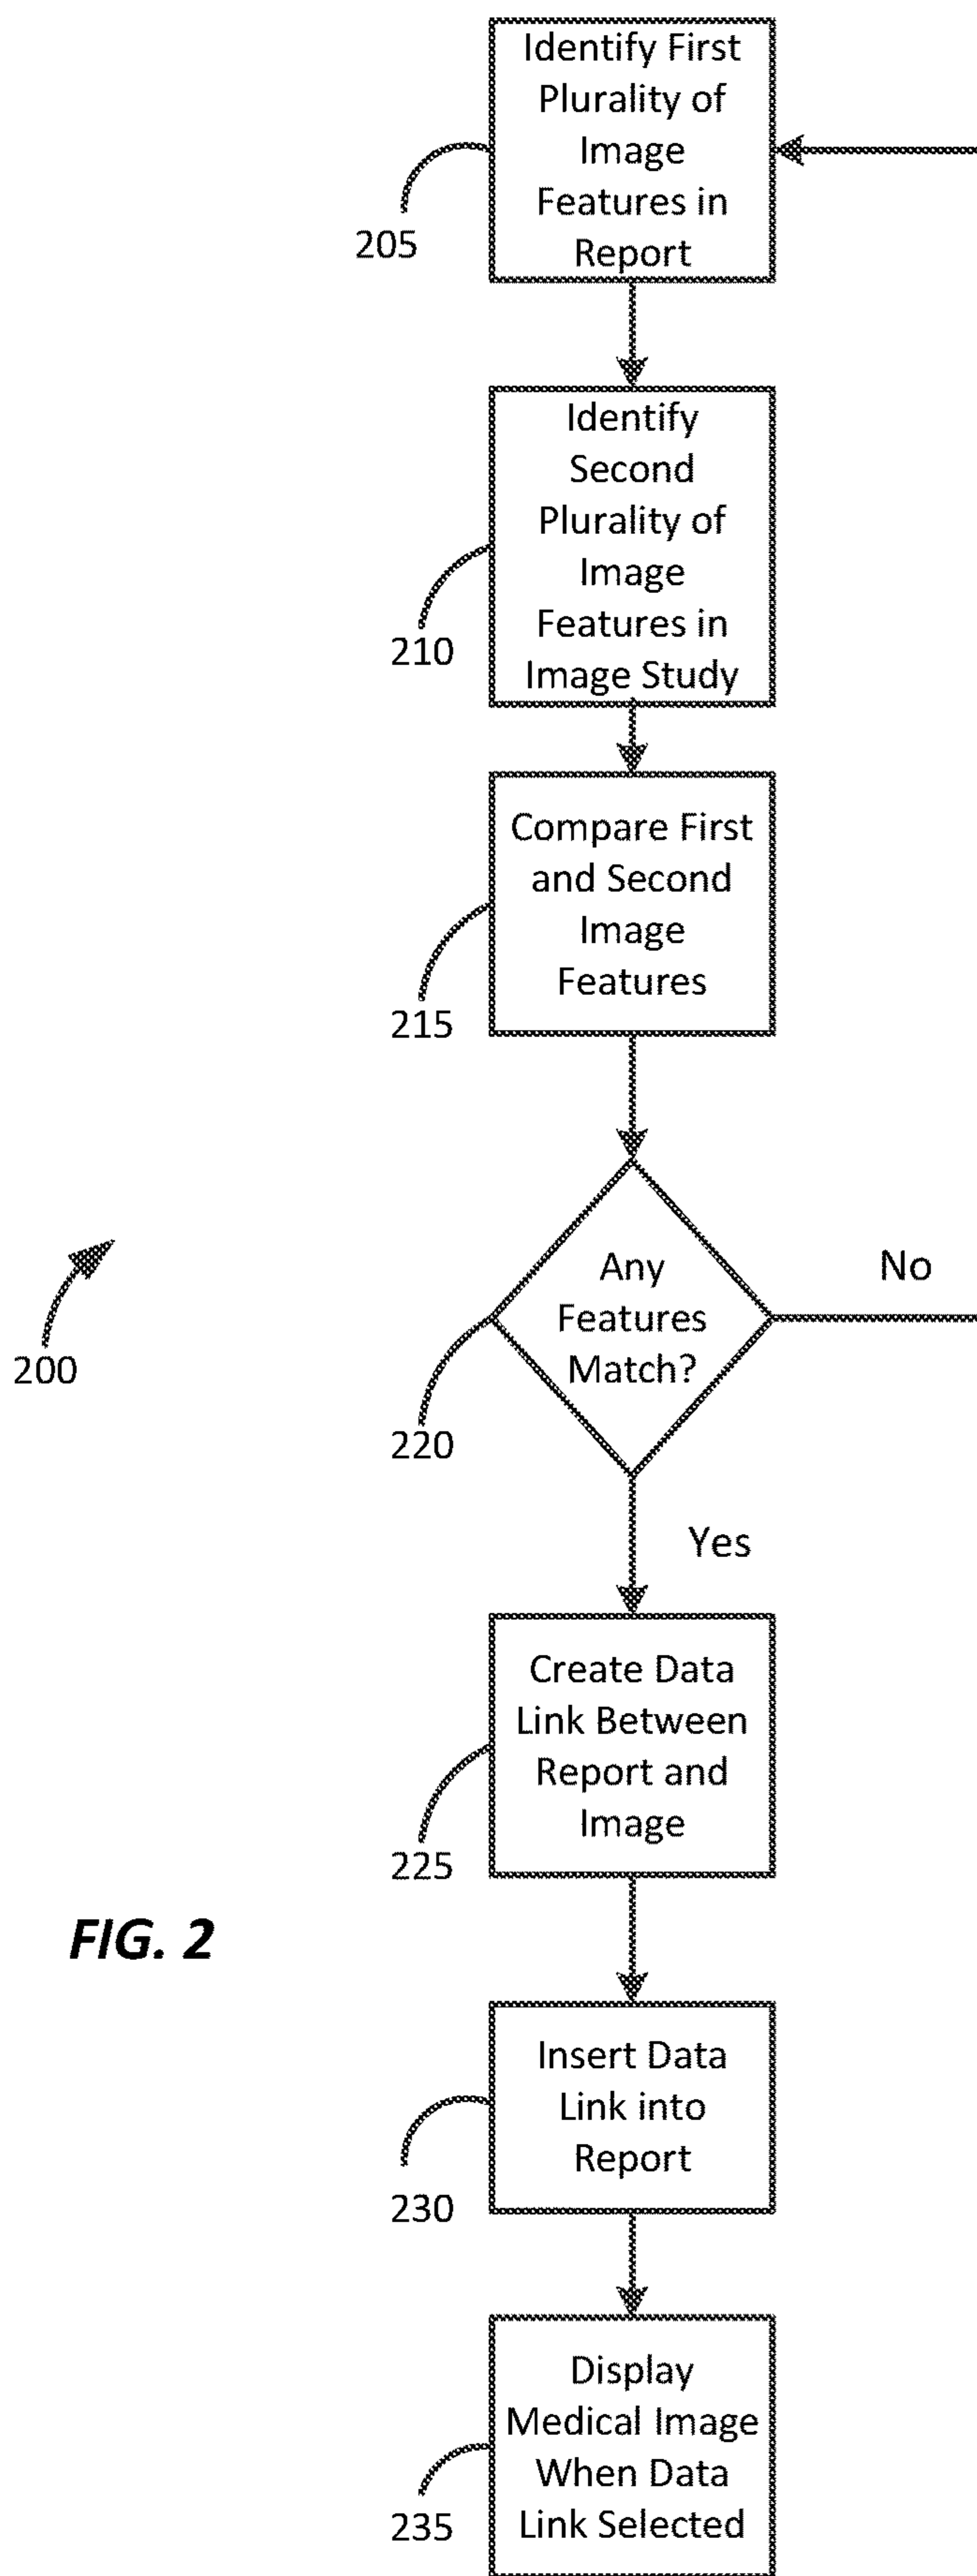 Identify First
Plurality of
Image
Features in
Report
205
Identify
Second
Plurality of
Image
Features in
Image Study
210
Compare First
and Second
Image
Features
215
Any
Features
Match?
No
200
220
Yes
Create Data
Link Between
Report and
Image
225
FIG. 2
Insert Data
Link into
Report
230
Display
Medical Image
When Data
Link Selected
235